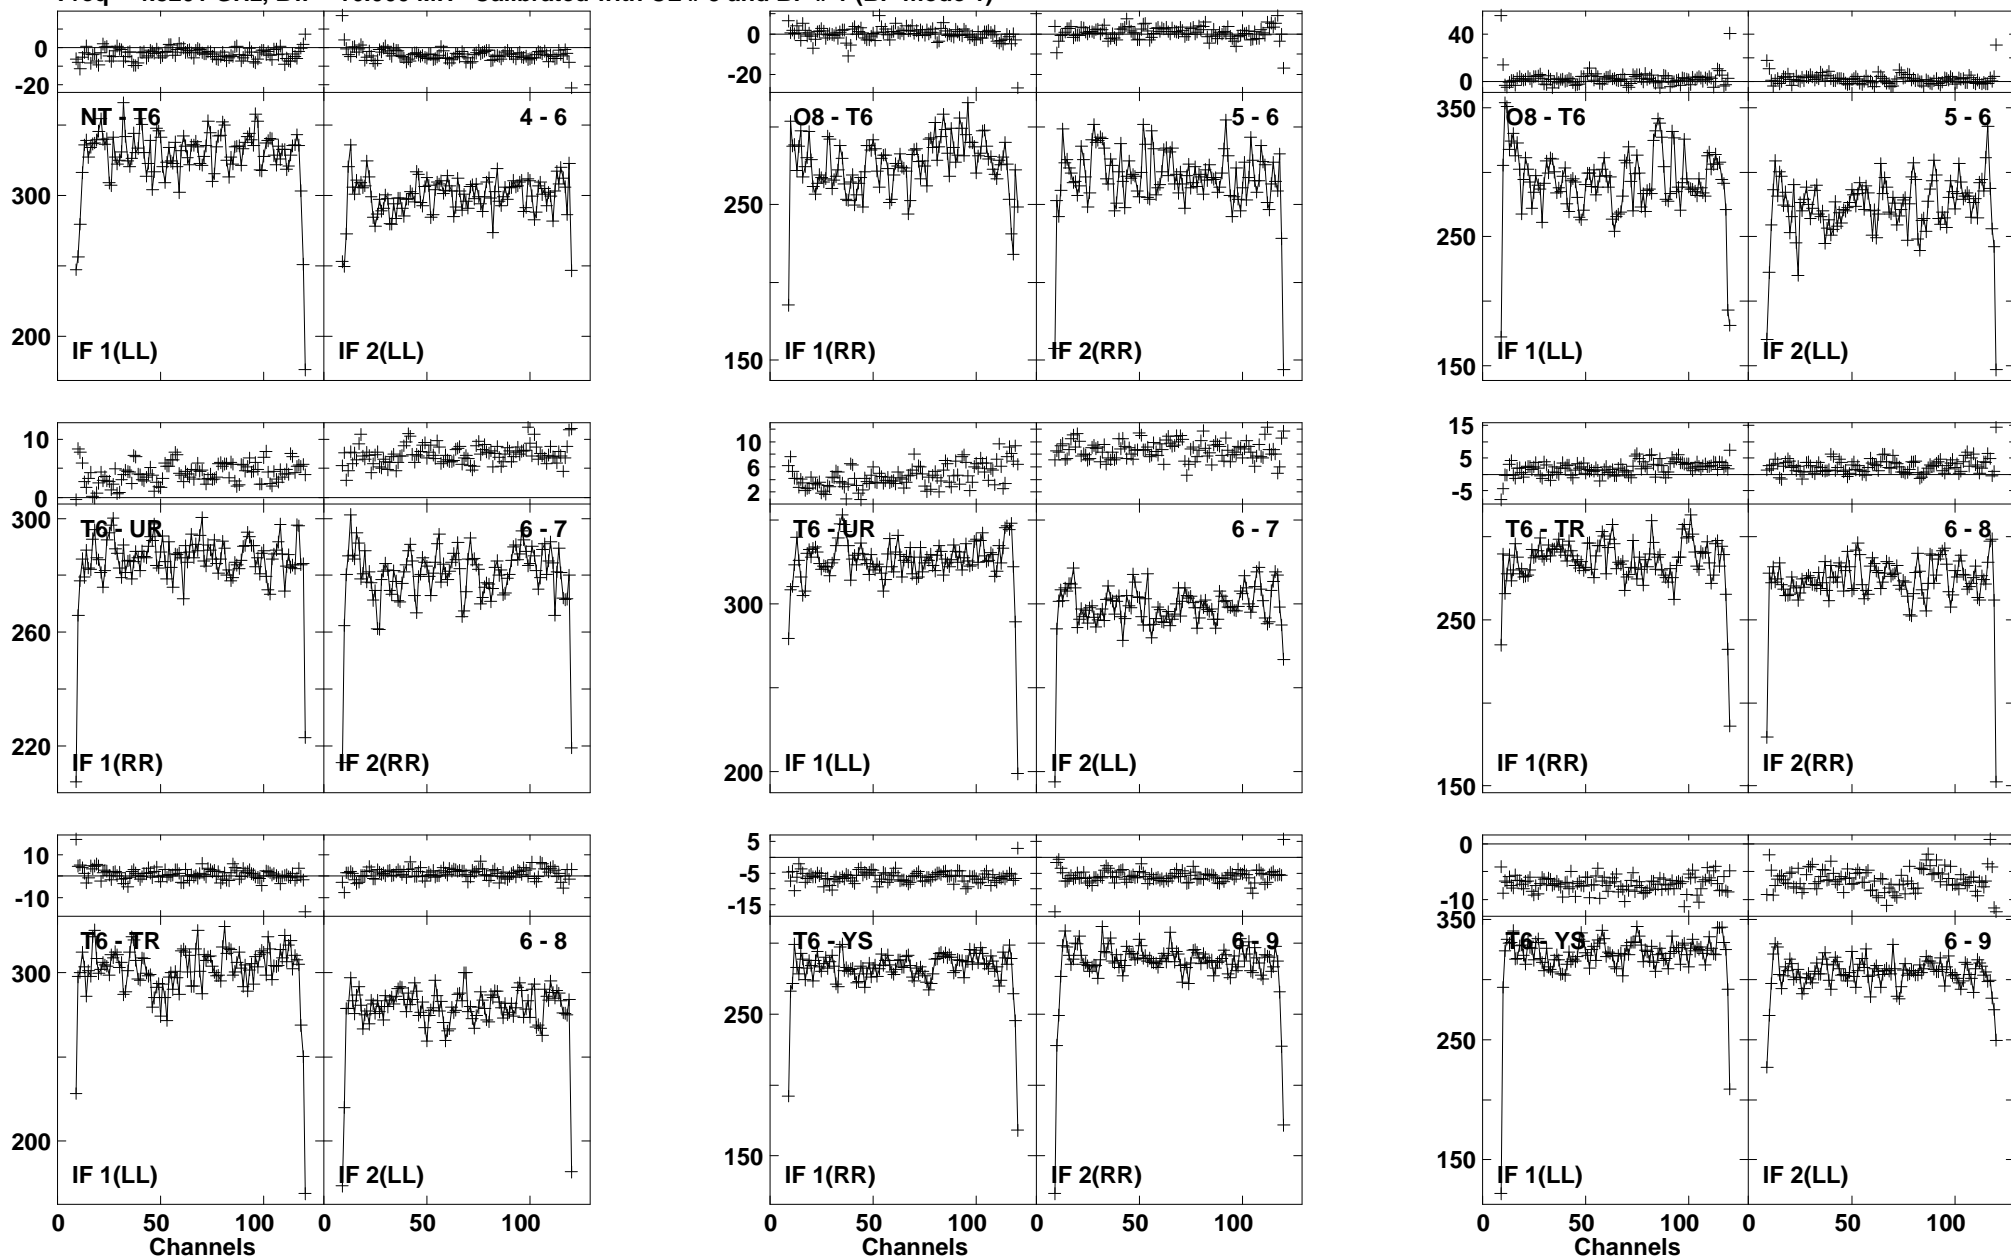 0
-20
NT - T6
4 - 6
300
200
IF 1(LL)
IF 2(LL)
0
-20
O8 - T6
5 - 6
250
150
IF 1(RR)
IF 2(RR)
40
0
350
O8 - T6
5 - 6
250
150
IF 1(LL)
IF 2(LL)
10
0
300
T6 - UR
6 - 7
260
220
IF 1(RR)
IF 2(RR)
10
6
2
T6 - UR
6 - 7
300
200
IF 1(LL)
IF 2(LL)
15
5
-5
T6 - TR
6 - 8
250
150
IF 1(RR)
IF 2(RR)
10
-10
T6 - TR
6 - 8
300
200
IF 1(LL)
IF 2(LL)
0 50 100 0 50 100
Channels
5
-5
-15
T6 - YS
6 - 9
250
150
IF 1(RR)
IF 2(RR)
0 50 100 0 50 100
Channels
0
-10
350
T6 - YS
6 - 9
250
150
IF 1(LL)
IF 2(LL)
0 50 100 0 50 100
Channels